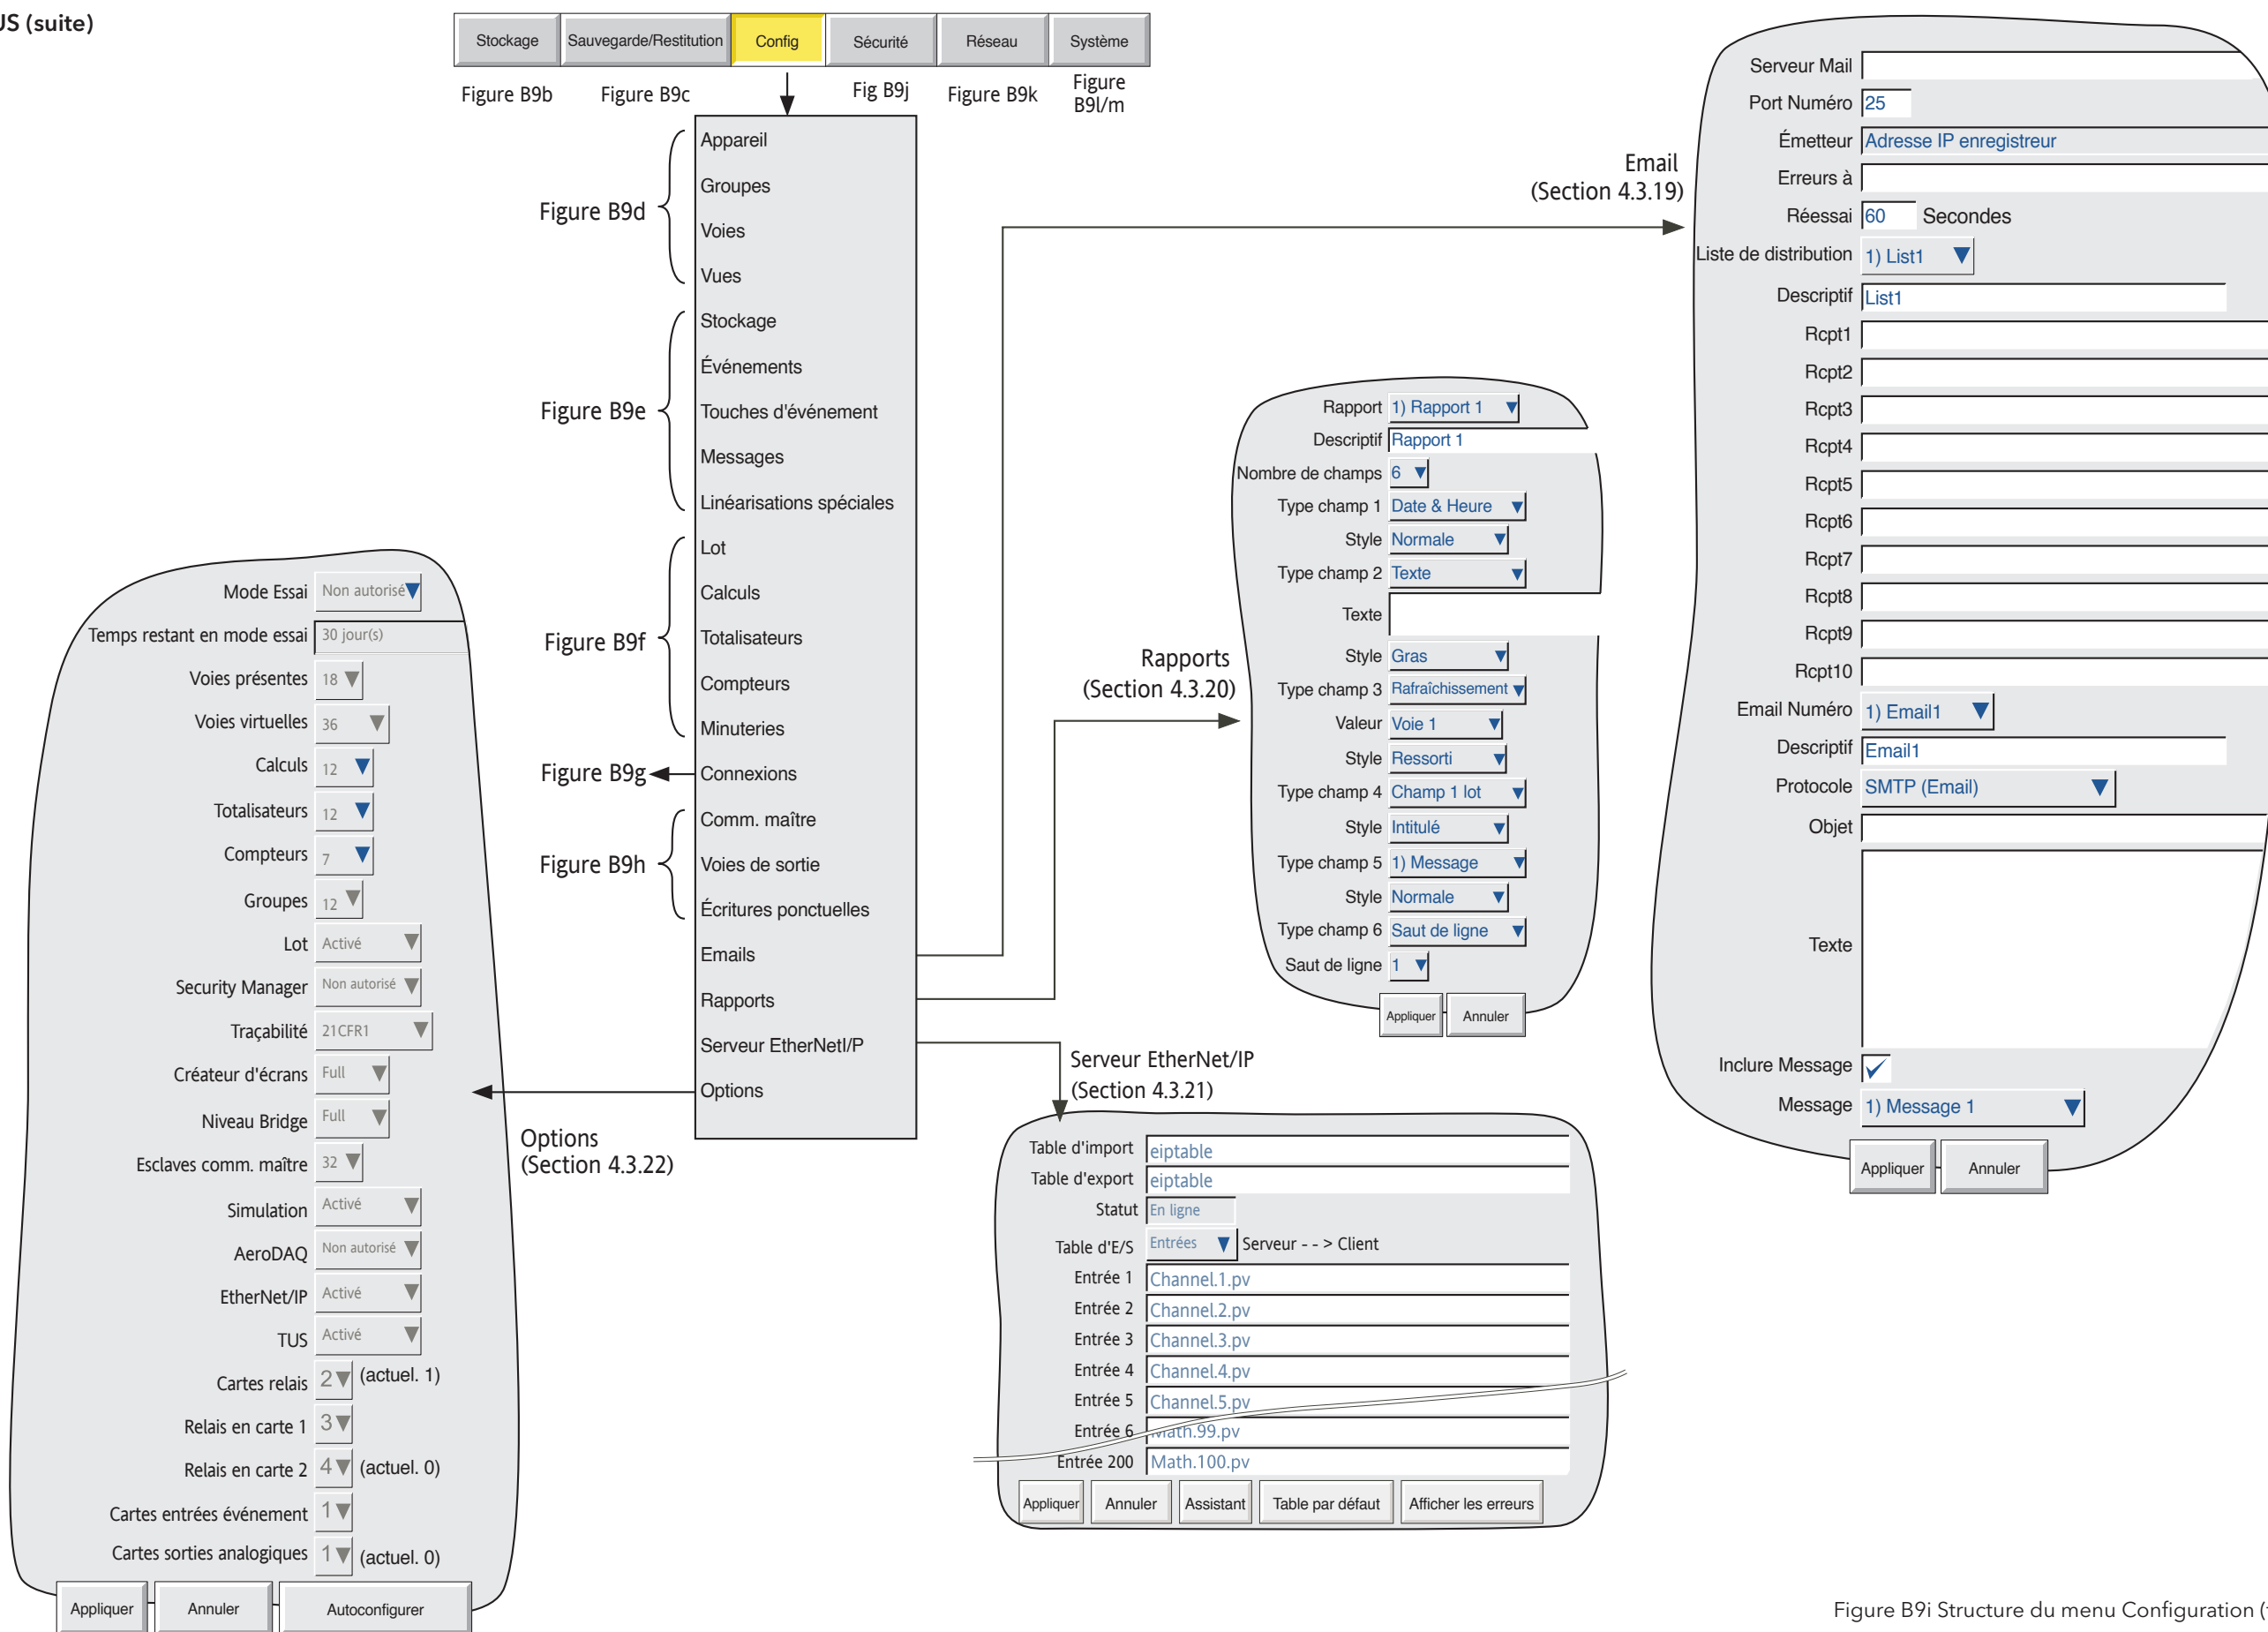 US (suite)
Stockage
Sauvegarde/Restitution
Config
Sécurité
Réseau
Système
Figure B9b
Figure B9c
Fig B9j
Figure B9k
Figure
B9l/m
Figure B9d
Figure B9e
Figure B9f
Figure B9g
Figure B9h
Appareil
Groupes
Voies
Vues
Stockage
Événements
Touches d'événement
Messages
Linéarisations spéciales
Lot
Calculs
Totalisateurs
Compteurs
Minuteries
Connexions
Comm. maître
Voies de sortie
Écritures ponctuelles
Emails
Rapports
Serveur EtherNetI/P
Options
Mode Essai Non autorisé
Temps restant en mode essai 30 jour(s)
Voies présentes 18
Voies virtuelles 36
Calculs 12
Totalisateurs 12
Compteurs 7
Groupes 12
Lot Activé
Security Manager Non autorisé
Traçabilité 21CFR1
Créateur d'écrans Full
Niveau Bridge Full
Esclaves comm. maître 32
Simulation Activé
AeroDAQ Non autorisé
EtherNet/IP Activé
TUS Activé
Cartes relais 2 (actuel. 1)
Relais en carte 1 3
Relais en carte 2 4 (actuel. 0)
Cartes entrées événement 1
Cartes sorties analogiques 1 (actuel. 0)
Appliquer
Annuler
Autoconfigurer
Options
(Section 4.3.22)
Rapports
(Section 4.3.20)
Rapport 1) Rapport 1
Descriptif Rapport 1
Nombre de champs 6
Type champ 1 Date & Heure
Style Normale
Type champ 2 Texte
Texte
Style Gras
Type champ 3 Rafraîchissement
Valeur Voie 1
Style Ressorti
Type champ 4 Champ 1 lot
Style Intitulé
Type champ 5 1) Message
Style Normale
Type champ 6 Saut de ligne
Saut de ligne 1
Appliquer
Annuler
Serveur EtherNet/IP
(Section 4.3.21)
Table d'import eiptable
Table d'export eiptable
Statut En ligne
Table d'E/S Entrées Serveur - - > Client
Entrée 1 Channel.1.pv
Entrée 2 Channel.2.pv
Entrée 3 Channel.3.pv
Entrée 4 Channel.4.pv
Entrée 5 Channel.5.pv
Entrée 6 Math.99.pv
Entrée 200 Math.100.pv
Appliquer
Annuler
Assistant
Table par défaut
Afficher les erreurs
Email
(Section 4.3.19)
Serveur Mail
Port Numéro 25
Émetteur Adresse IP enregistreur
Erreurs à
Réessai 60 Secondes
Liste de distribution 1) List1
Descriptif List1
Rcpt1
Rcpt2
Rcpt3
Rcpt4
Rcpt5
Rcpt6
Rcpt7
Rcpt8
Rcpt9
Rcpt10
Email Numéro 1) Email1
Descriptif Email1
Protocole SMTP (Email)
Objet
Texte
Inclure Message
Message 1) Message 1
Appliquer
Annuler
Figure B9i Structure du menu Configuration (